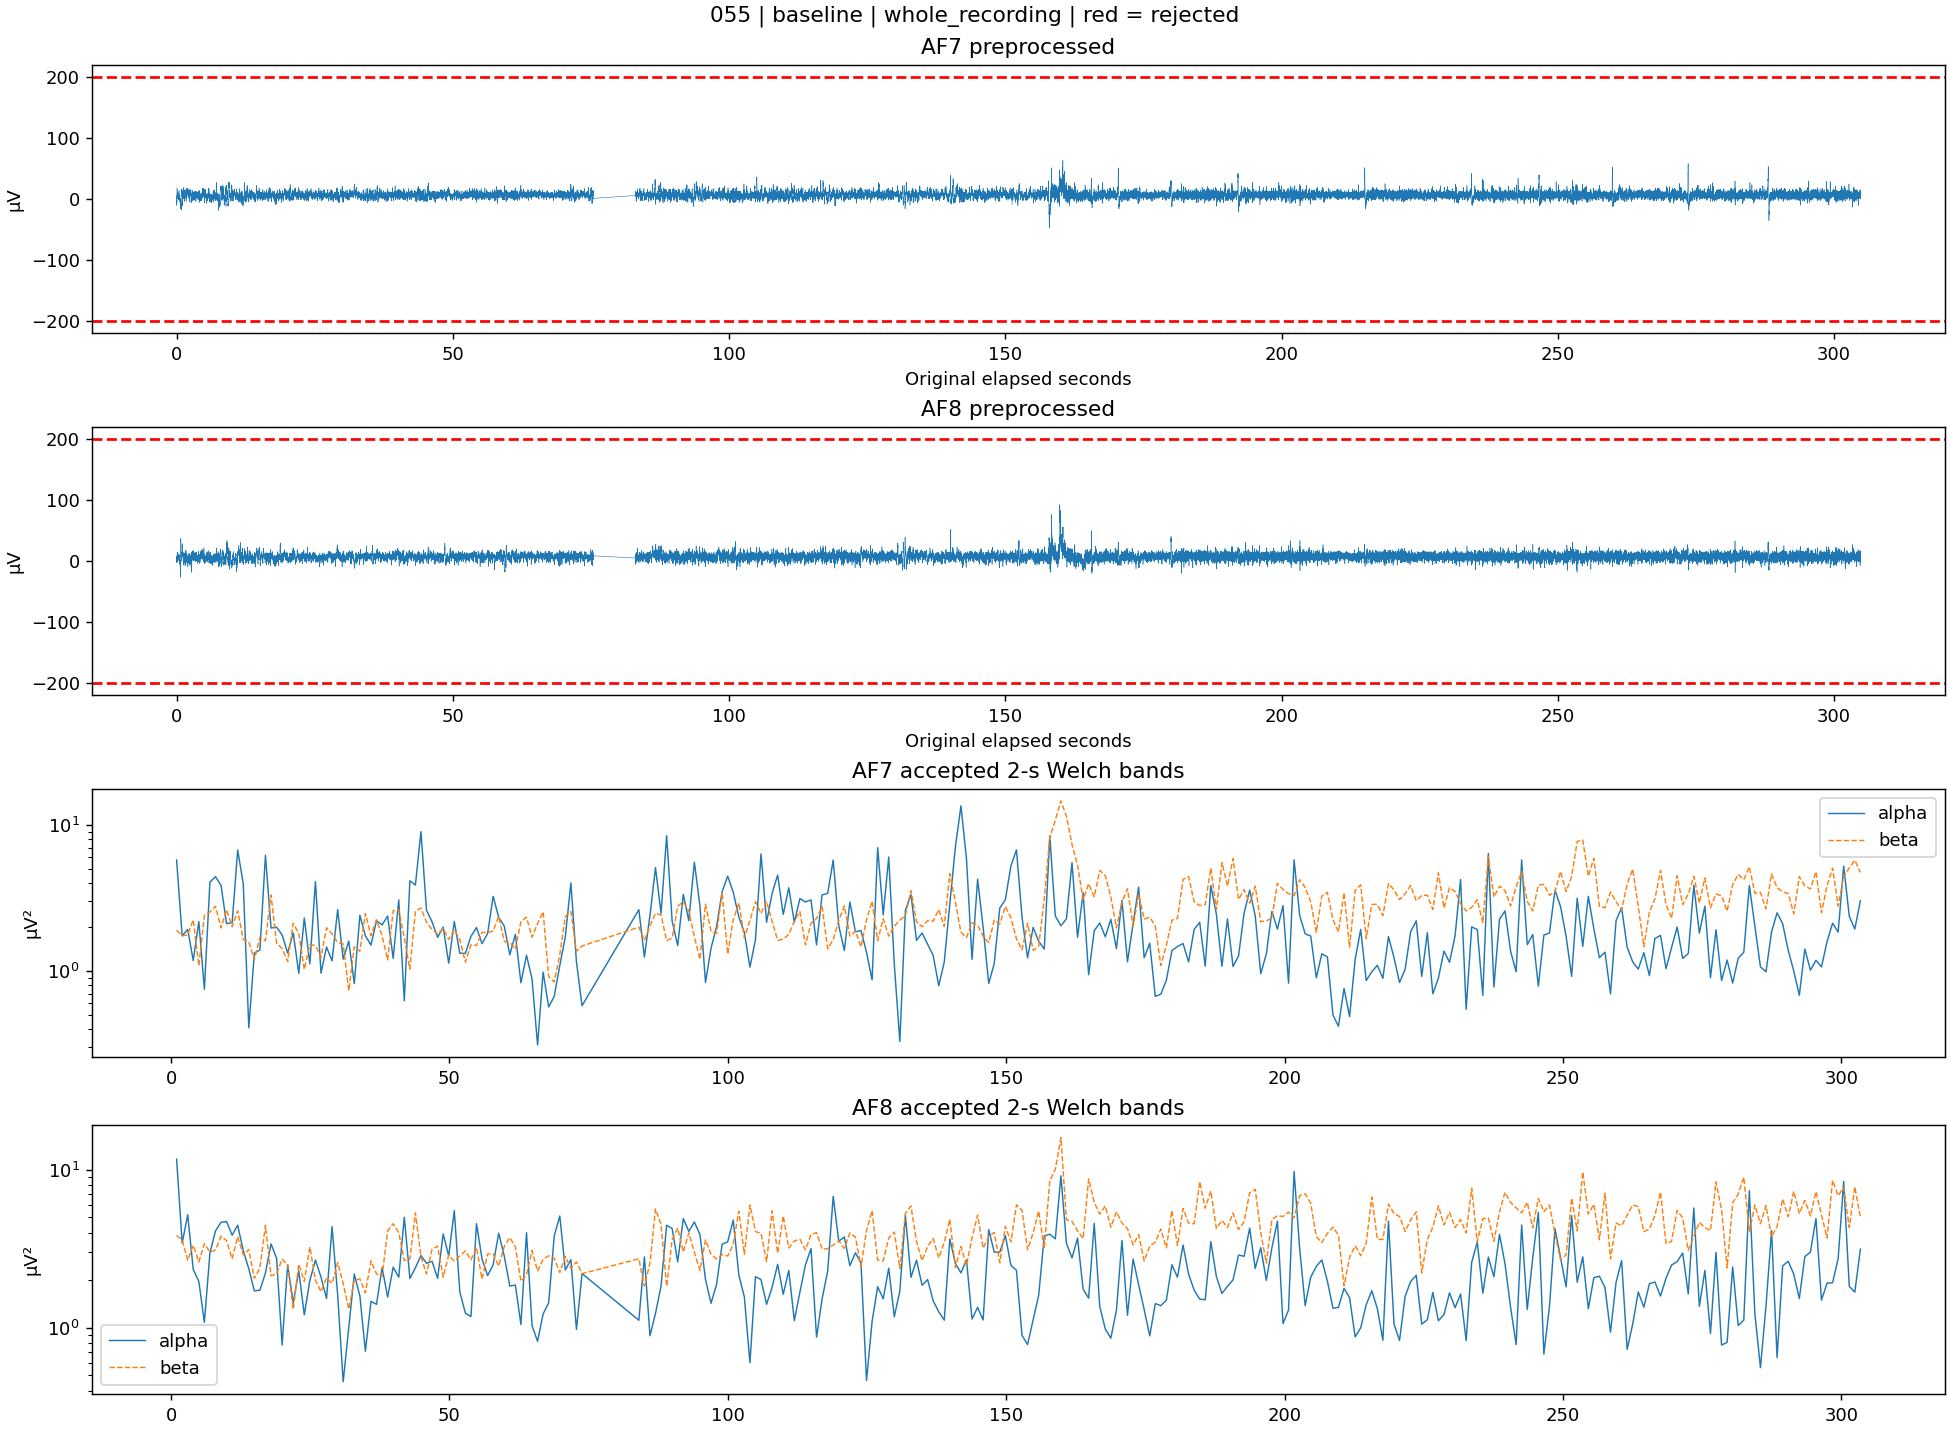 055 | baseline | whole_recording | red = rejected
AF7 preprocessed
µV
200
100
0
−100
−200
0 50 100 150 200 250 300
Original elapsed seconds
AF8 preprocessed
µV
200
100
0
−100
−200
0 50 100 150 200 250 300
Original elapsed seconds
AF7 accepted 2-s Welch bands
µV²
10¹
10⁰
alpha
beta
0 50 100 150 200 250 300
AF8 accepted 2-s Welch bands
µV²
10¹
10⁰
alpha
beta
0 50 100 150 200 250 300